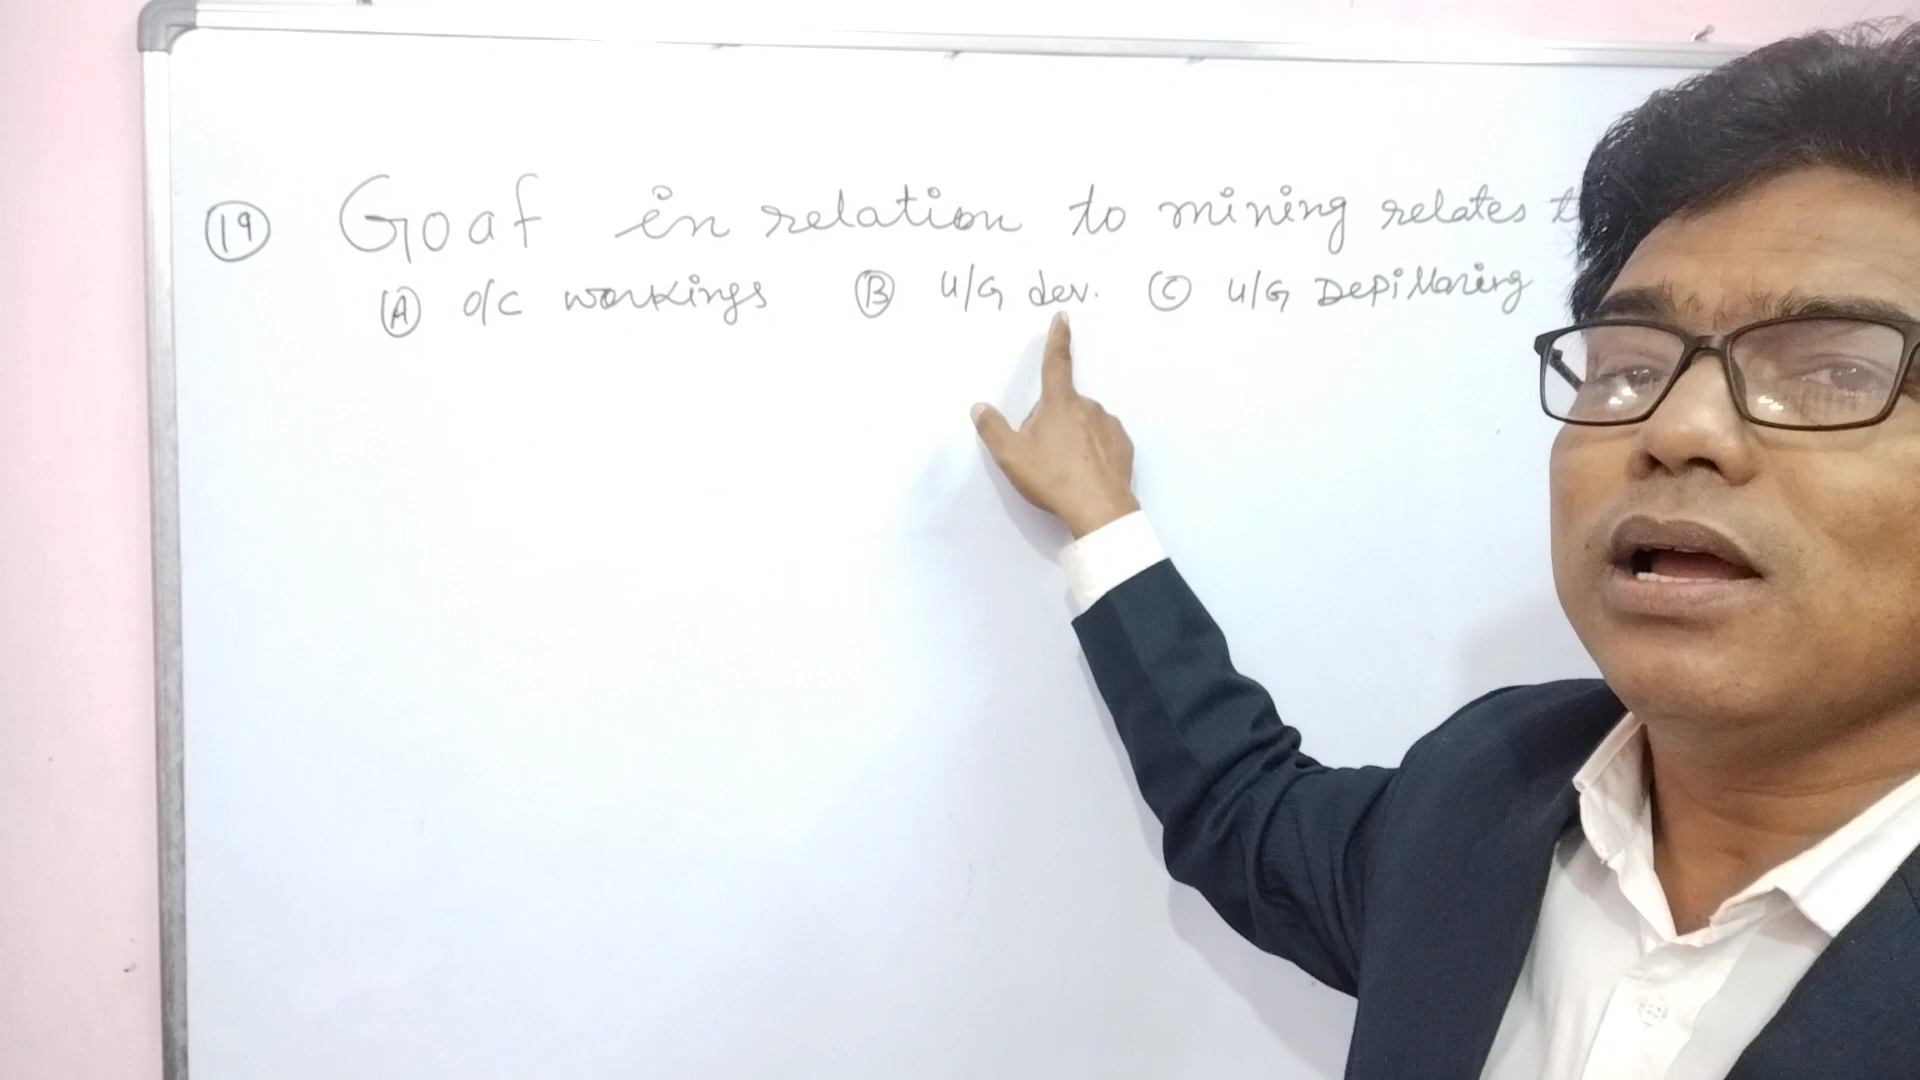 19 Goaf in relation to mining relates
A O/C workings B U/G dev. C U/G Depillaring